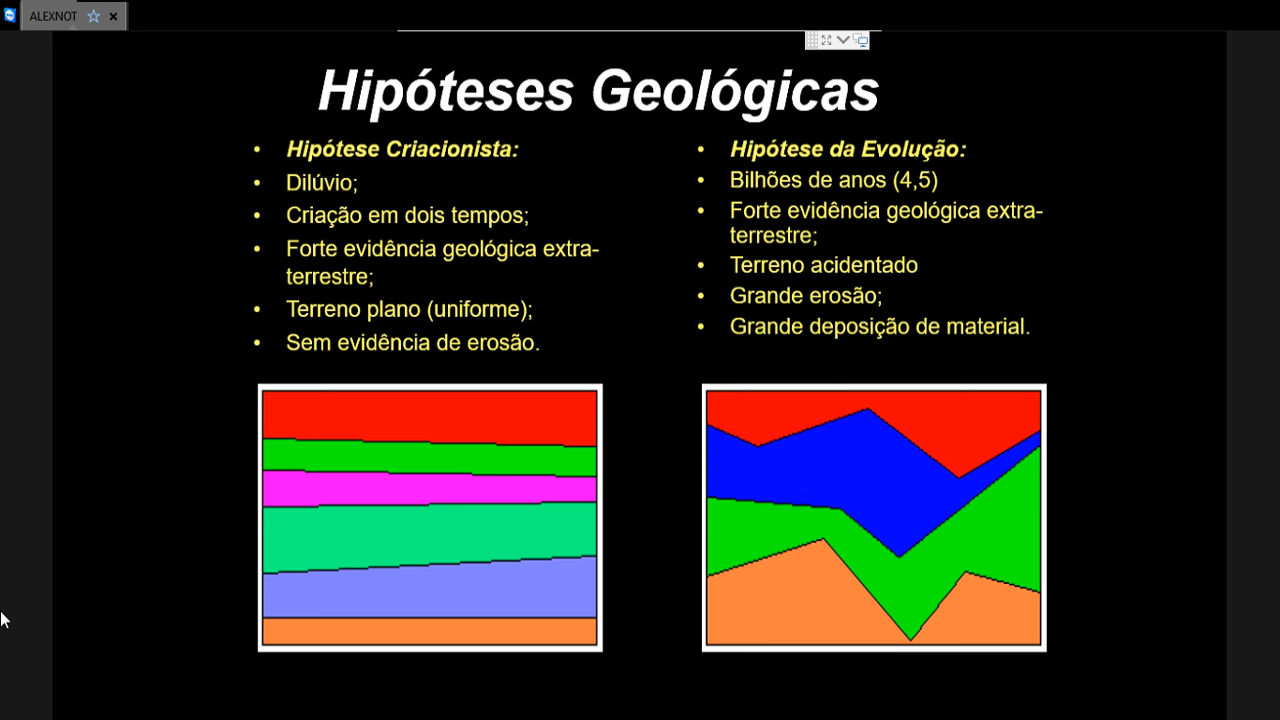 ALEXNOT
Hipóteses Geológicas
• Hipótese Criacionista:
• Dilúvio;
• Criação em dois tempos;
• Forte evidência geológica extra-
terrestre;
• Terreno plano (uniforme);
• Sem evidência de erosão.
• Hipótese da Evolução:
• Bilhões de anos (4,5)
• Forte evidência geológica extra-
terrestre;
• Terreno acidentado
• Grande erosão;
• Grande deposição de material.